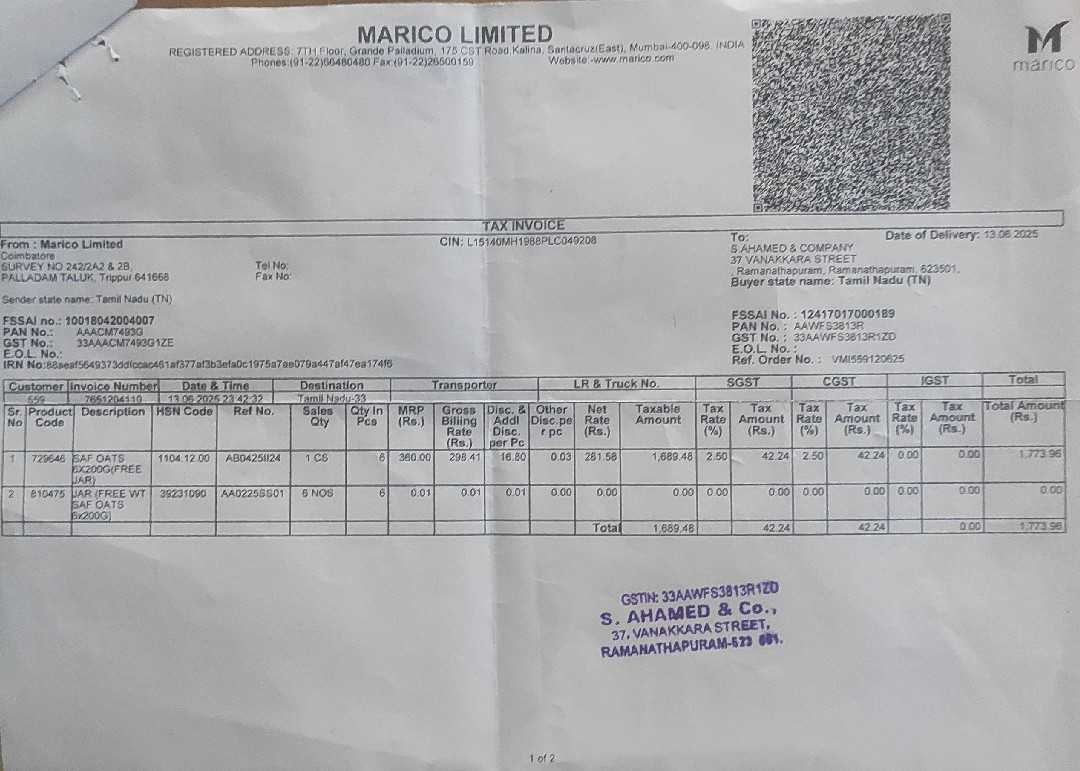 MARICO LIMITED
REGISTERED ADDRESS: 7TH Floor, Grande Palladium, 175 CST Road, Kalina, Santacruz(East), Mumbai-400-098. INDIA
Phones:(91-22)66480480 Fax:(91-22)26500159 Website:-www.marico.com
marico
TAX INVOICE
CIN: L15140MH1988PLC049208
From : Marico Limited
Coimbatore
SURVEY NO 242/2A2 & 2B,
PALLADAM TALUK, Trippur 641668
Tel No:
Fax No:
Sender state name: Tamil Nadu (TN)
FSSAI no.: 10018042004007
PAN No.: AAACM7493G
GST No.: 33AAACM7493G1ZE
E.O.L. No.:
IRN No:
To: Date of Delivery: 13.06.2025
S.AHAMED & COMPANY
37 VANAKKARA STREET
, Ramanathapuram, Ramanathapuram, 623501,
Buyer state name: Tamil Nadu (TN)
FSSAI No. : 12417017000189
PAN No. : AAWFS3813R
GST No. : 33AAWFS3813R1ZD
E.O.L. No. :
Ref. Order No. : VMI559120625
Customer Invoice Number Date & Time Destination Transporter LR & Truck No. SGST CGST IGST Total
559 7651204110 13.06.2025 23:42:32 Tamil Nadu-33
Sr. No Product Code Description HSN Code Ref No. Sales Qty Qty In Pcs MRP (Rs.) Gross Billing Rate (Rs.) Disc. & Addl Disc. per Pc Other Disc.pe r pc Net Rate (Rs.) Taxable Amount Tax Rate (%) Tax Amount (Rs.) Tax Rate (%) Tax Amount (Rs.) Tax Rate (%) Tax Amount (Rs.) Total Amount (Rs.)
1 729646 SAF OATS 6X200G(FREE JAR) 1104.12.00 AB0425II24 1 CS 6 360.00 298.41 16.80 0.03 281.58 1,689.48 2.50 42.24 2.50 42.24 0.00 0.00 1,773.96
2 810475 JAR (FREE WT SAF OATS 6x200G) 39231090 AA0225SS01 6 NOS 6 0.01 0.01 0.01 0.00 0.00 0.00 0.00 0.00 0.00 0.00 0.00 0.00 0.00
Total 1,689.48 42.24 42.24 0.00 1,773.96
GSTIN: 33AAWFS3813R1ZD
S. AHAMED & Co.,
37, VANAKKARA STREET,
RAMANATHAPURAM-623 501.
1 of 2